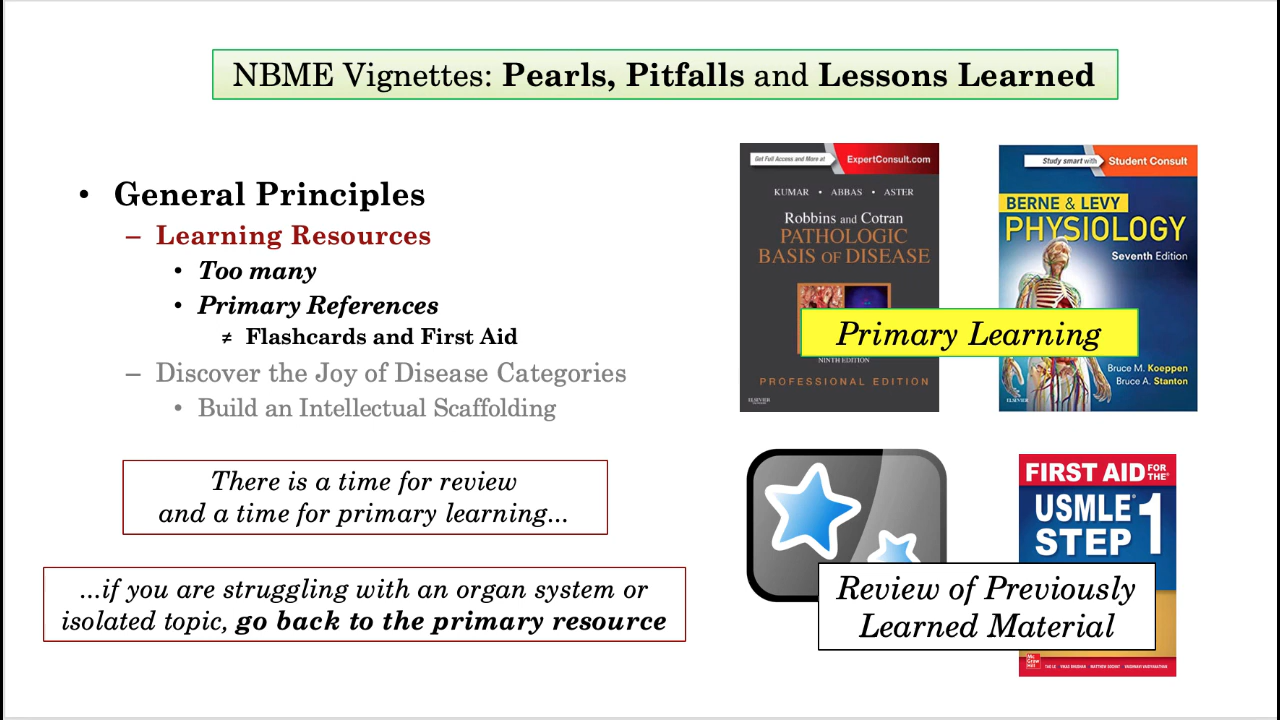 NBME Vignettes: Pearls, Pitfalls and Lessons Learned
• General Principles
– Learning Resources
• Too many
• Primary References
≠ Flashcards and First Aid
– Discover the Joy of Disease Categories
• Build an Intellectual Scaffolding
There is a time for review
and a time for primary learning...
...if you are struggling with an organ system or
isolated topic, go back to the primary resource
Get Full Access and More at
ExpertConsult.com
KUMAR • ABBAS • ASTER
Robbins and Cotran
PATHOLOGIC
BASIS OF DISEASE
NINTH EDITION
PROFESSIONAL EDITION
ELSEVIER
Study smart with
Student Consult
BERNE & LEVY
PHYSIOLOGY
Seventh Edition
Bruce M. Koeppen
Bruce A. Stanton
ELSEVIER
Primary Learning
FIRST AID FOR THE®
USMLE®
STEP 1
Review of Previously
Learned Material
Mc
Graw
Hill